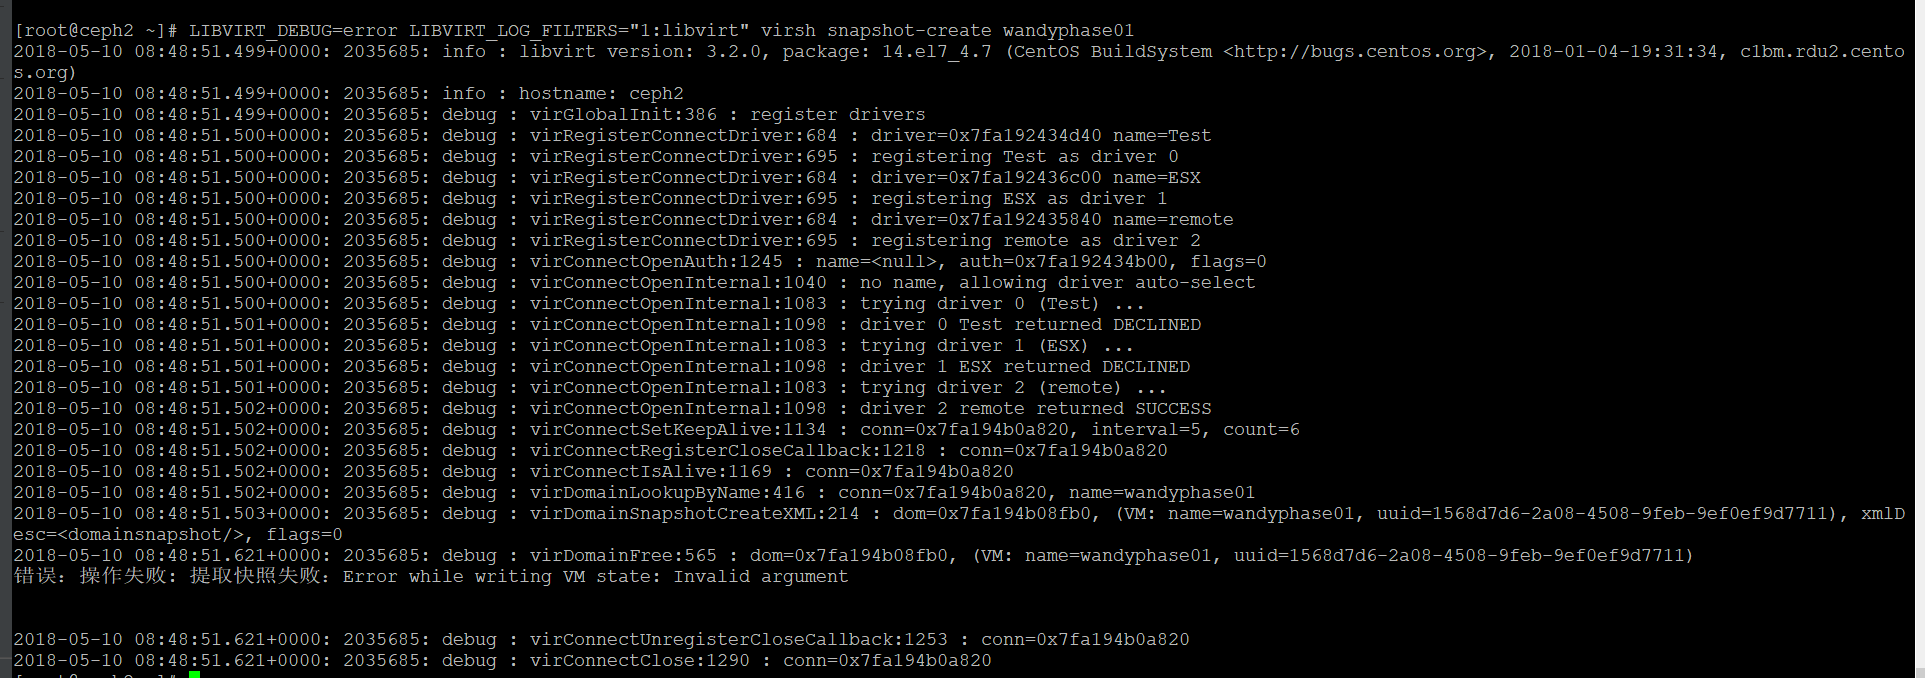 [root@ceph2 ~]# LIBVIRT_DEBUG=error LIBVIRT_LOG_FILTERS="1:libvirt" virsh snapshot-create wandyphase01
2018-05-10 08:48:51.499+0000: 2035685: info : libvirt version: 3.2.0, package: 14.el7_4.7 (CentOS BuildSystem <http://bugs.centos.org>, 2018-01-04-19:31:34, c1bm.rdu2.cento
s.org)
2018-05-10 08:48:51.499+0000: 2035685: info : hostname: ceph2
2018-05-10 08:48:51.499+0000: 2035685: debug : virGlobalInit:386 : register drivers
2018-05-10 08:48:51.500+0000: 2035685: debug : virRegisterConnectDriver:684 : driver=0x7fa192434d40 name=Test
2018-05-10 08:48:51.500+0000: 2035685: debug : virRegisterConnectDriver:695 : registering Test as driver 0
2018-05-10 08:48:51.500+0000: 2035685: debug : virRegisterConnectDriver:684 : driver=0x7fa192436c00 name=ESX
2018-05-10 08:48:51.500+0000: 2035685: debug : virRegisterConnectDriver:695 : registering ESX as driver 1
2018-05-10 08:48:51.500+0000: 2035685: debug : virRegisterConnectDriver:684 : driver=0x7fa192435840 name=remote
2018-05-10 08:48:51.500+0000: 2035685: debug : virRegisterConnectDriver:695 : registering remote as driver 2
2018-05-10 08:48:51.500+0000: 2035685: debug : virConnectOpenAuth:1245 : name=<null>, auth=0x7fa192434b00, flags=0
2018-05-10 08:48:51.500+0000: 2035685: debug : virConnectOpenInternal:1040 : no name, allowing driver auto-select
2018-05-10 08:48:51.500+0000: 2035685: debug : virConnectOpenInternal:1083 : trying driver 0 (Test) ...
2018-05-10 08:48:51.501+0000: 2035685: debug : virConnectOpenInternal:1098 : driver 0 Test returned DECLINED
2018-05-10 08:48:51.501+0000: 2035685: debug : virConnectOpenInternal:1083 : trying driver 1 (ESX) ...
2018-05-10 08:48:51.501+0000: 2035685: debug : virConnectOpenInternal:1098 : driver 1 ESX returned DECLINED
2018-05-10 08:48:51.501+0000: 2035685: debug : virConnectOpenInternal:1083 : trying driver 2 (remote) ...
2018-05-10 08:48:51.502+0000: 2035685: debug : virConnectOpenInternal:1098 : driver 2 remote returned SUCCESS
2018-05-10 08:48:51.502+0000: 2035685: debug : virConnectSetKeepAlive:1134 : conn=0x7fa194b0a820, interval=5, count=6
2018-05-10 08:48:51.502+0000: 2035685: debug : virConnectRegisterCloseCallback:1218 : conn=0x7fa194b0a820
2018-05-10 08:48:51.502+0000: 2035685: debug : virConnectIsAlive:1169 : conn=0x7fa194b0a820
2018-05-10 08:48:51.502+0000: 2035685: debug : virDomainLookupByName:416 : conn=0x7fa194b0a820, name=wandyphase01
2018-05-10 08:48:51.503+0000: 2035685: debug : virDomainSnapshotCreateXML:214 : dom=0x7fa194b08fb0, (VM: name=wandyphase01, uuid=1568d7d6-2a08-4508-9feb-9ef0ef9d7711), xmlD
esc=<domainsnapshot/>, flags=0
2018-05-10 08:48:51.621+0000: 2035685: debug : virDomainFree:565 : dom=0x7fa194b08fb0, (VM: name=wandyphase01, uuid=1568d7d6-2a08-4508-9feb-9ef0ef9d7711)
错误：操作失败: 提取快照失败：Error while writing VM state: Invalid argument
2018-05-10 08:48:51.621+0000: 2035685: debug : virConnectUnregisterCloseCallback:1253 : conn=0x7fa194b0a820
2018-05-10 08:48:51.621+0000: 2035685: debug : virConnectClose:1290 : conn=0x7fa194b0a820